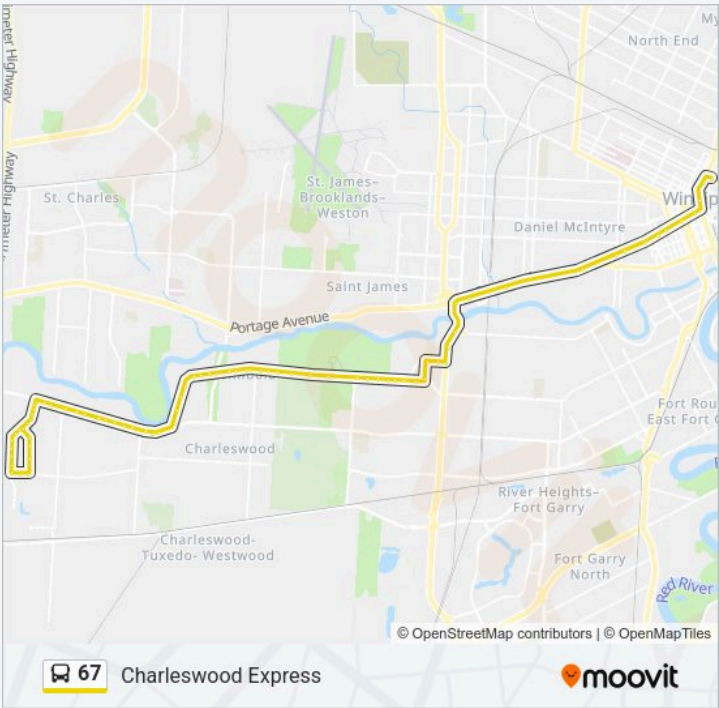 My
North End
imeter Highway
St. Charles
St. James–
Brooklands–
Weston
Daniel McIntyre
Saint James
Portage Avenue
Charleswood
Fort Rou
East Fort G
River Heights–
Fort Garry
Charleswood-
Tuxedo- Westwood
Fort Garry
North
Red River
© OpenStreetMap contributors | © OpenMapTiles
67 Charleswood Express
moovit